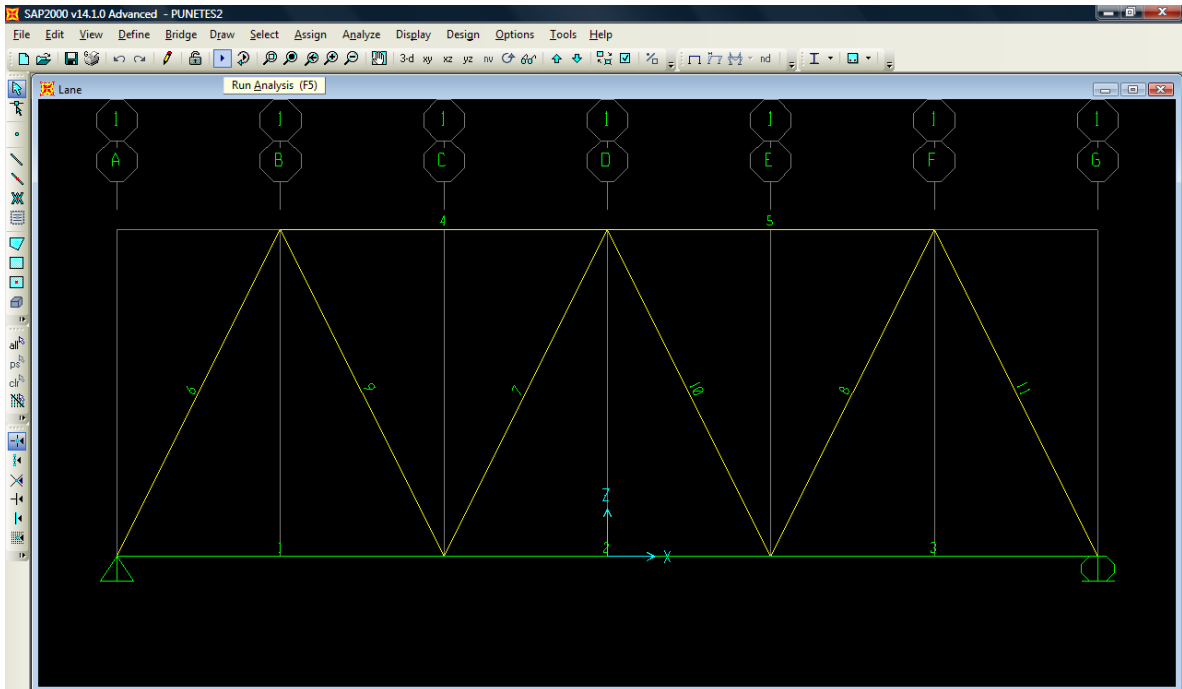 SAP2000 v14.1.0 Advanced - PUNETES2
File Edit View Define Bridge Draw Select Assign Analyze Display Design Options Tools Help
3-d xy xz yz nv nd
Run Analysis (F5)
Lane
1 1 1 1 1 1 1
A B C D E F G
4 5
all
ps
clr
6 9 7 10 8 11
Z
X
1 2 3